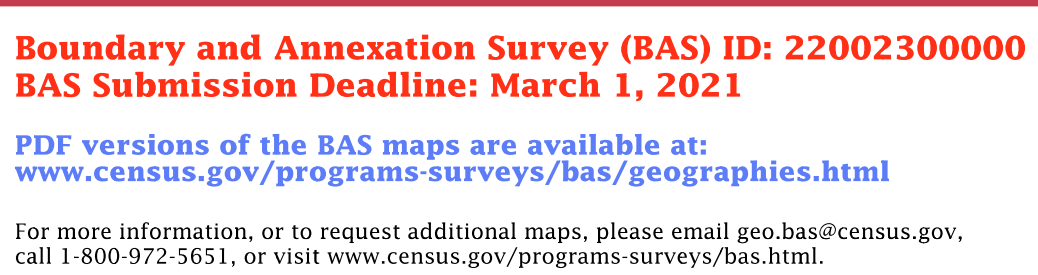 Boundary and Annexation Survey (BAS) ID: 22002300000
BAS Submission Deadline: March 1, 2021
PDF versions of the BAS maps are available at:
www.census.gov/programs-surveys/bas/geographies.html
For more information, or to request additional maps, please email geo.bas@census.gov,
call 1-800-972-5651, or visit www.census.gov/programs-surveys/bas.html.